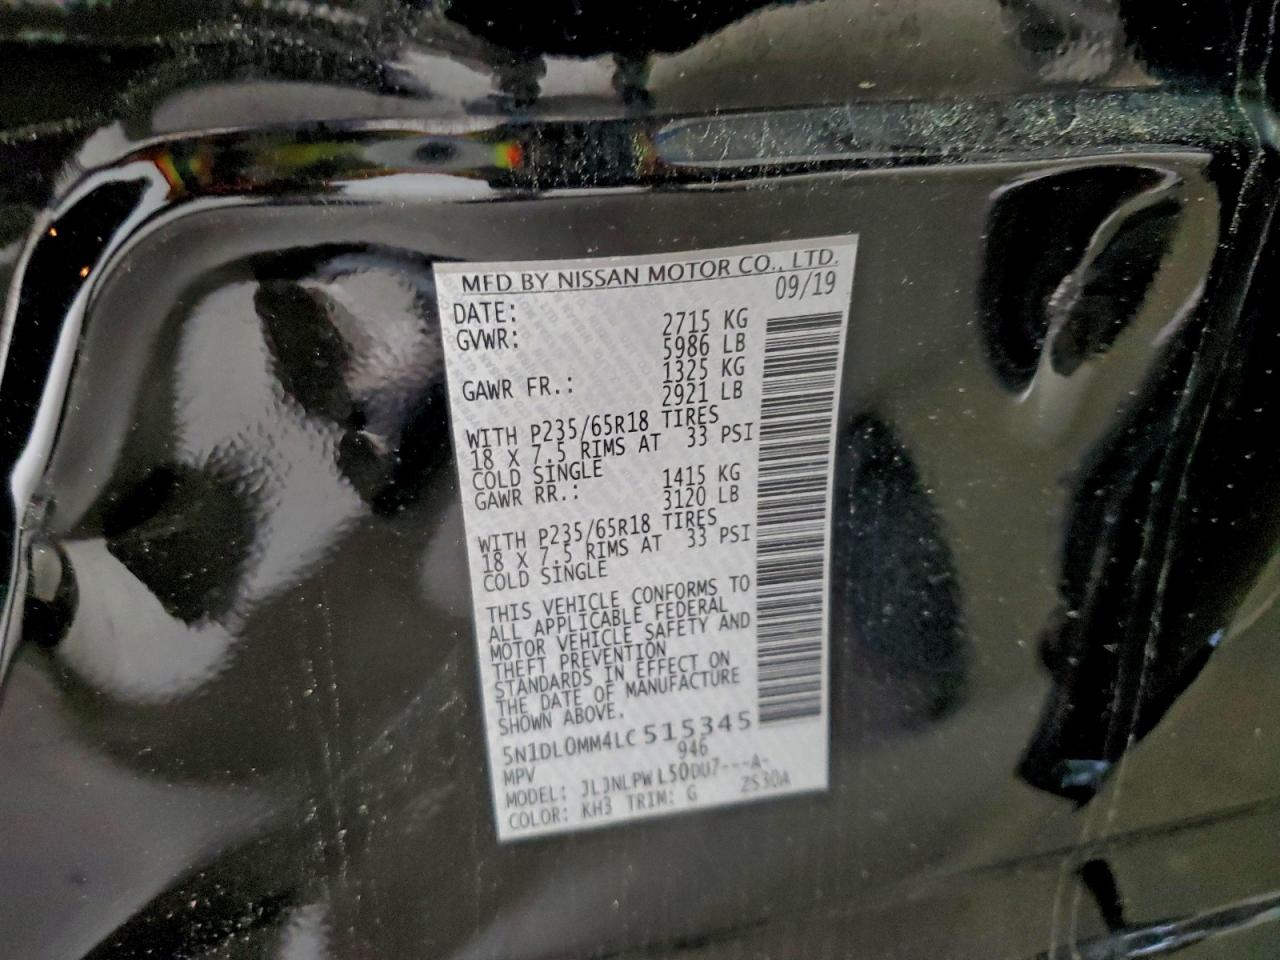 MFD BY NISSAN MOTOR CO., LTD.
DATE: 09/19
GVWR: 2715 KG
5986 LB
GAWR FR.: 1325 KG
2921 LB
WITH P235/65R18 TIRES
18 X 7.5 RIMS AT 33 PSI
COLD SINGLE
GAWR RR.: 1415 KG
3120 LB
WITH P235/65R18 TIRES
18 X 7.5 RIMS AT 33 PSI
COLD SINGLE
THIS VEHICLE CONFORMS TO
ALL APPLICABLE FEDERAL
MOTOR VEHICLE SAFETY AND
THEFT PREVENTION
STANDARDS IN EFFECT ON
THE DATE OF MANUFACTURE
SHOWN ABOVE.
5N1DL0MM4LC515345
MPV 946
MODEL: JLJNLPW L50DU7---A-
COLOR: KH3 TRIM: G ZS30A